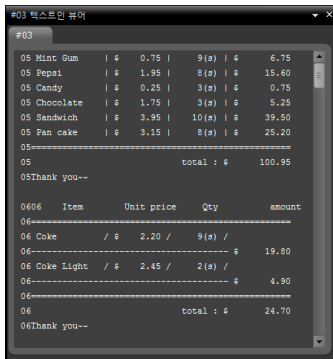 #03 텍스트인 뷰어
#03
05 Mint Gum | $ 0.75 | 9(s) | $ 6.75
05 Pepsi | $ 1.95 | 8(s) | $ 15.60
05 Candy | $ 0.25 | 3(s) | $ 0.75
05 Chocolate | $ 1.75 | 3(s) | $ 5.25
05 Sandwich | $ 3.95 | 10(s) | $ 39.50
05 Pan cake | $ 3.15 | 8(s) | $ 25.20
05==================================================
05 total : $ 100.95
05Thank you~~
0606 Item Unit price Qty amount
06==================================================
06 Coke / $ 2.20 / 9(s) /
06-------------------------------------- $ 19.80
06 Coke Light / $ 2.45 / 2(s) /
06-------------------------------------- $ 4.90
06==================================================
06 total : $ 24.70
06Thank you~~